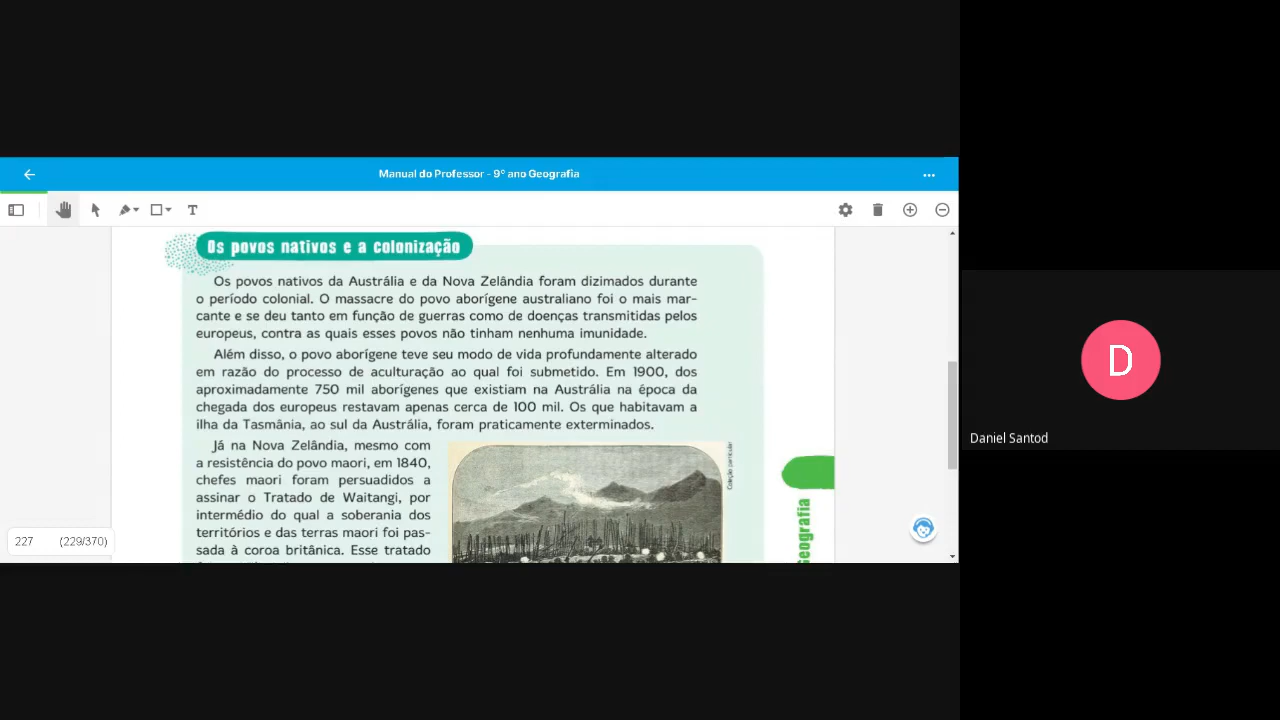 Manual do Professor - 9º ano Geografia
T
Os povos nativos e a colonização
Os povos nativos da Austrália e da Nova Zelândia foram dizimados durante
o período colonial. O massacre do povo aborígene australiano foi o mais mar-
cante e se deu tanto em função de guerras como de doenças transmitidas pelos
europeus, contra as quais esses povos não tinham nenhuma imunidade.
Além disso, o povo aborígene teve seu modo de vida profundamente alterado
em razão do processo de aculturação ao qual foi submetido. Em 1900, dos
aproximadamente 750 mil aborígenes que existiam na Austrália na época da
chegada dos europeus restavam apenas cerca de 100 mil. Os que habitavam a
ilha da Tasmânia, ao sul da Austrália, foram praticamente exterminados.
Já na Nova Zelândia, mesmo com
a resistência do povo maori, em 1840,
chefes maori foram persuadidos a
assinar o Tratado de Waitangi, por
intermédio do qual a soberania dos
territórios e das terras maori foi pas-
sada à coroa britânica. Esse tratado
Coleção particular
Geografia
227 (229/370)
D
Daniel Santod